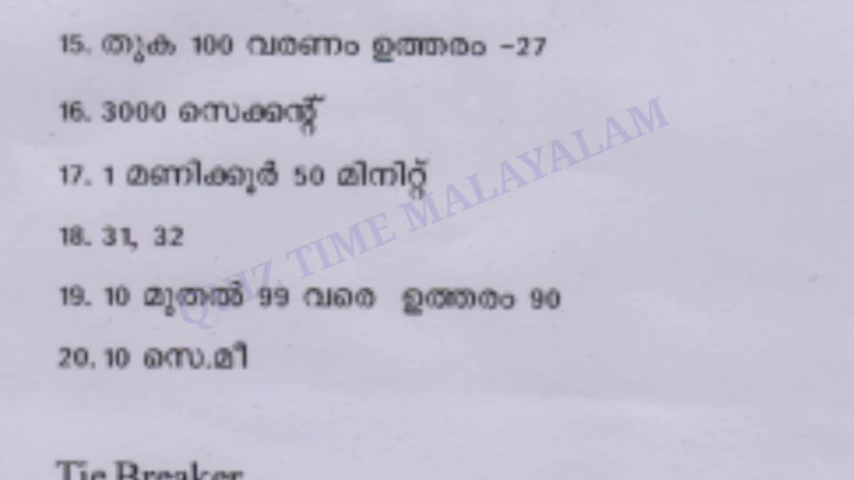 15. തുക 100 വരണം ഉത്തരം -27
16. 3000 സെക്കന്റ്
17. 1 മണിക്കൂർ 50 മിനിറ്റ്
18. 31, 32
19. 10 മുതൽ 99 വരെ ഉത്തരം 90
20. 10 സെ.മീ
Tie Breaker
QUIZ TIME MALAYALAM